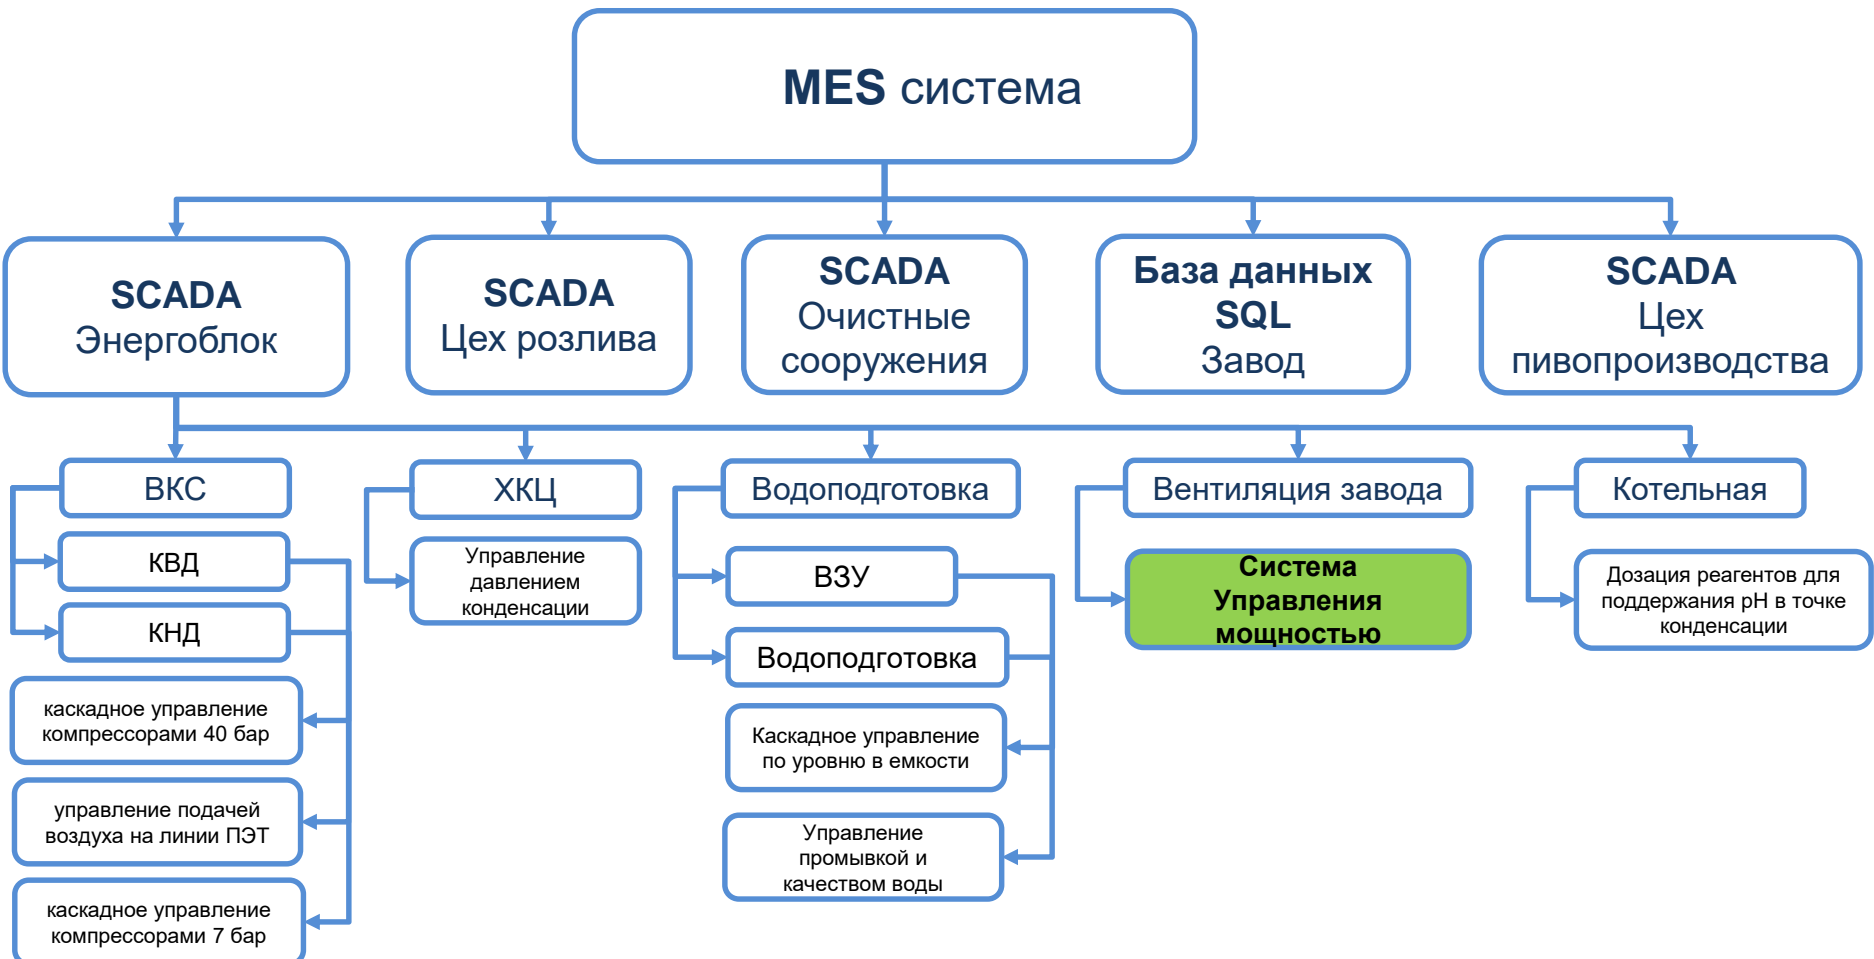 MES система
SCADA
Энергоблок
SCADA
Цех розлива
SCADA
Очистные
сооружения
База данных
SQL
Завод
SCADA
Цех
пивопроизводства
ВКС
КВД
КНД
каскадное управление
компрессорами 40 бар
управление подачей
воздуха на линии ПЭТ
каскадное управление
компрессорами 7 бар
ХКЦ
Управление
давлением
конденсации
Водоподготовка
ВЗУ
Водоподготовка
Каскадное управление
по уровню в емкости
Управление
промывкой и
качеством воды
Вентиляция завода
Система
Управления
мощностью
Котельная
Дозация реагентов для
поддержания pH в точке
конденсации